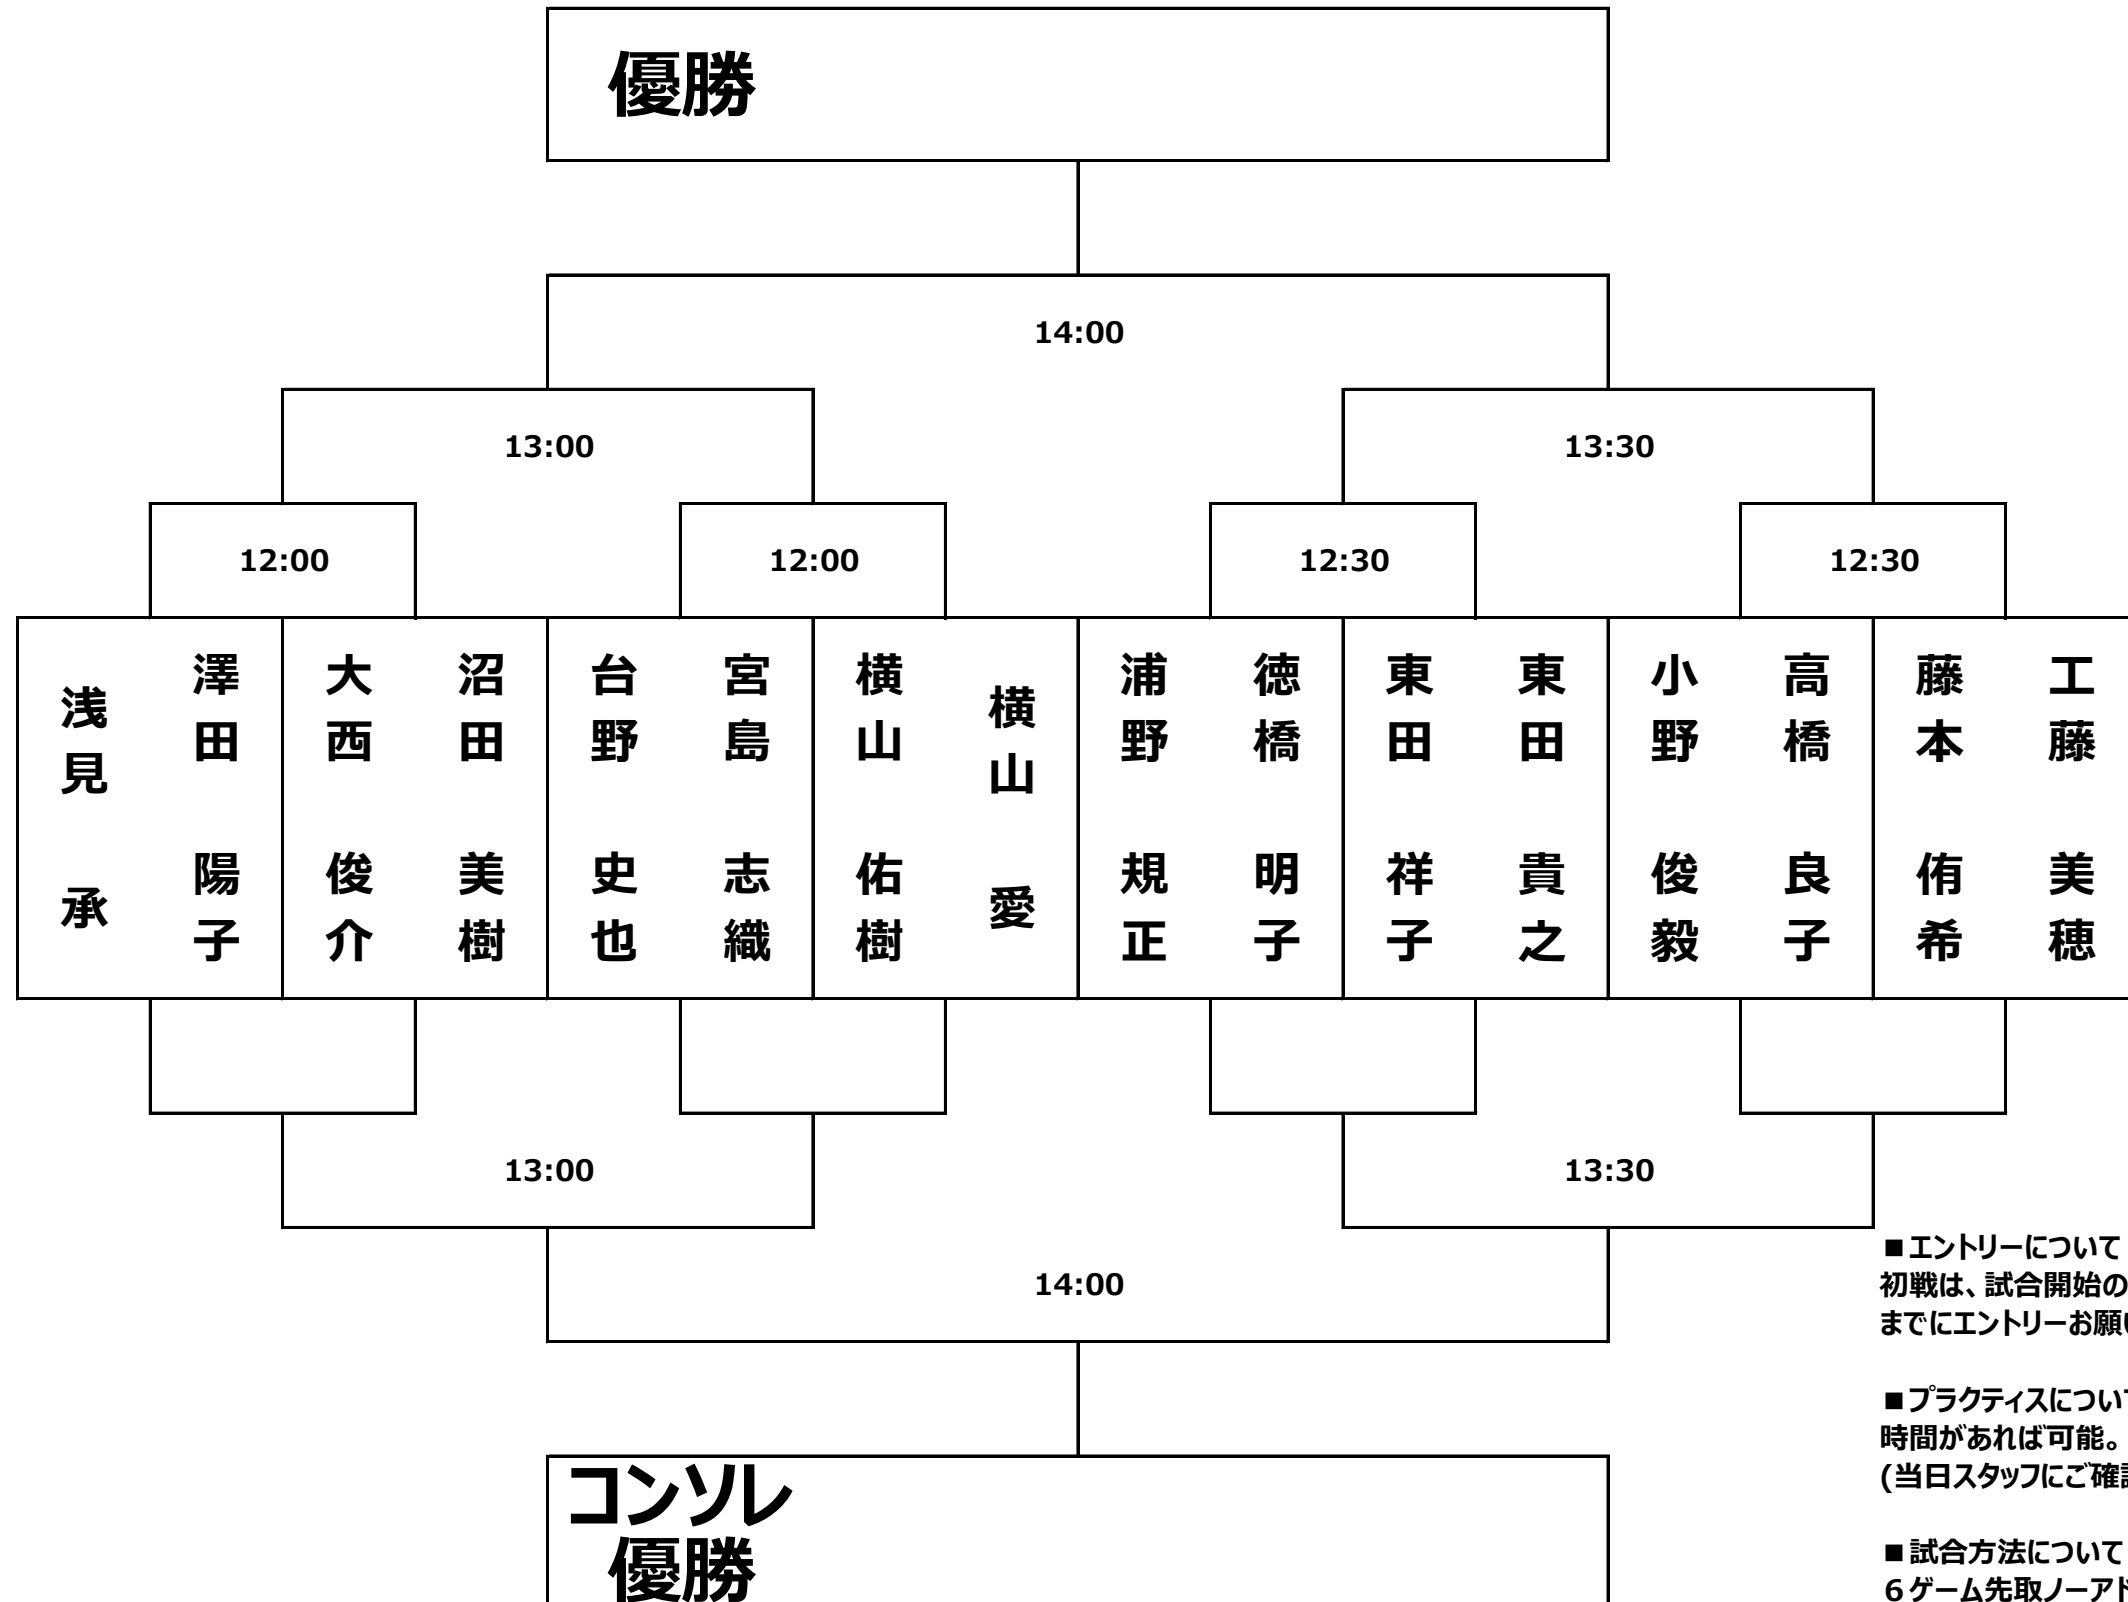 優勝
14:00
13:00
13:30
12:00
12:00
12:30
12:30
浅見 承
澤田 陽子
大西 俊介
沼田 美樹
台野 史也
宮島 志織
横山 佑樹
横山 愛
浦野 規正
徳橋 明子
東田 祥子
東田 貴之
小野 俊毅
高橋 良子
藤本 侑希
工藤 美穂
13:00
13:30
14:00
コンソレ
優勝
■エントリーについて
初戦は、試合開始の
までにエントリーお願い
■プラクティスについて
時間があれば可能。
(当日スタッフにご確認
■試合方法について
６ゲーム先取ノーアド